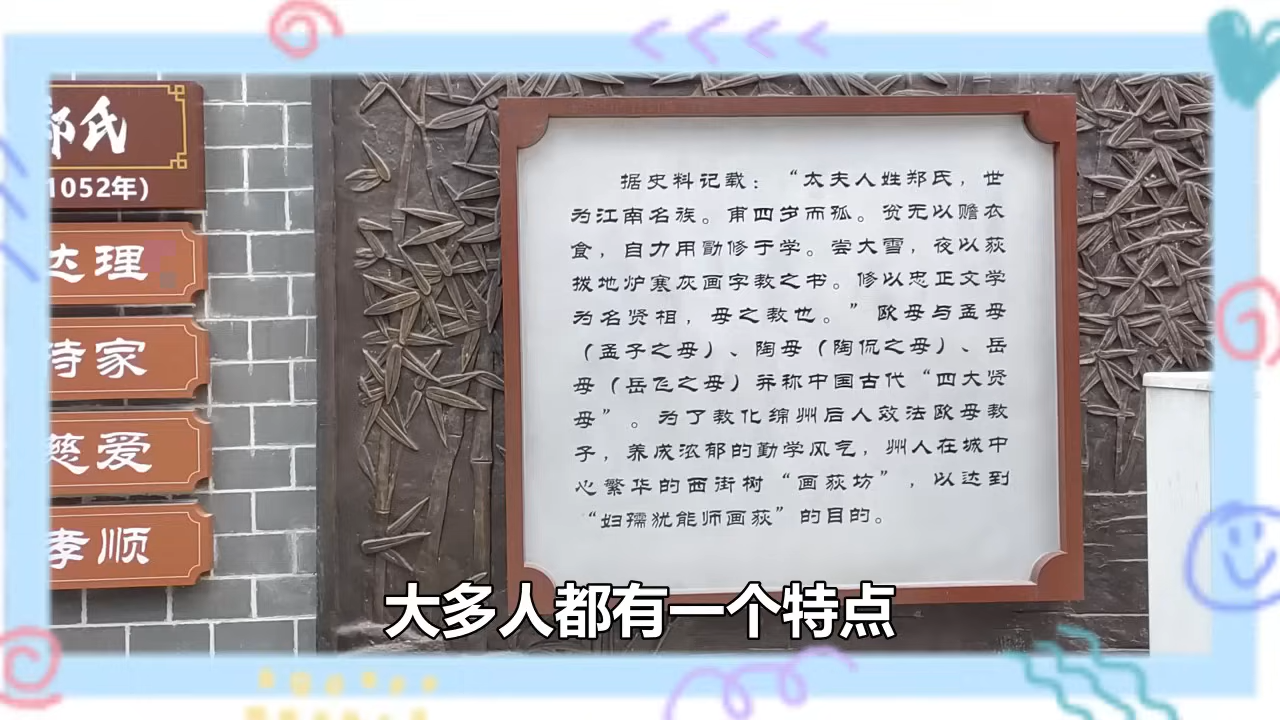 郑氏
1052年)
达理
持家
慈爱
孝顺
据史料记载：“太夫人姓郑氏，世
为江南名族。甫四岁而孤。贫无以赡衣
食，自力用勤修于学。尝大雪，夜以荻
拨地炉寒灰画字教之书。修以忠正文学
为名贤相，母之教也。”欧母与孟母
（孟子之母）、陶母（陶侃之母）、岳
母（岳飞之母）并称中国古代“四大贤
母”。为了教化绵州后人效法欧母教
子，养成浓郁的勤学风气，州人在城中
心繁华的西街树“画荻坊”，以达到
“妇孺犹能师画荻”的目的。
大多人都有一个特点